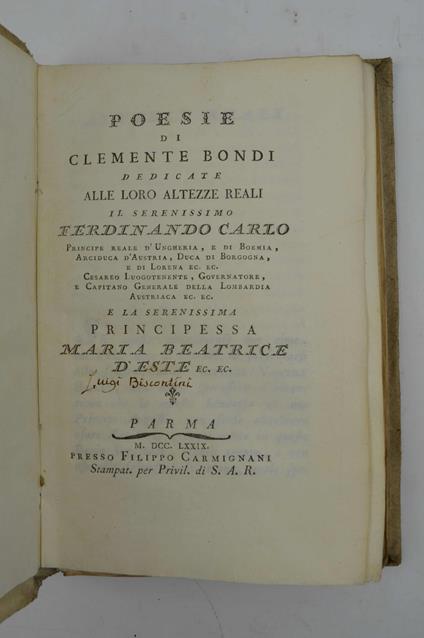 POESIE
DI
CLEMENTE BONDI
DEDICATE
ALLE LORO ALTEZZE REALI
IL SERENISSIMO
FERDINANDO CARLO
PRINCIPE REALE D'UNGHERIA, E DI BOEMIA,
ARCIDUCA D'AUSTRIA, DUCA DI BORGOGNA,
E DI LORENA EC. EC.
CESAREO LUOGOTENENTE, GOVERNATORE,
E CAPITANO GENERALE DELLA LOMBARDIA
AUSTRIACA EC. EC.
E LA SERENISSIMA
PRINCIPESSA
MARIA BEATRICE
D'ESTE EC. EC.
Luigi Biscontini
PARMA
M. DCC. LXXIX.
PRESSO FILIPPO CARMIGNANI
Stampat. per Privil. di S. A. R.